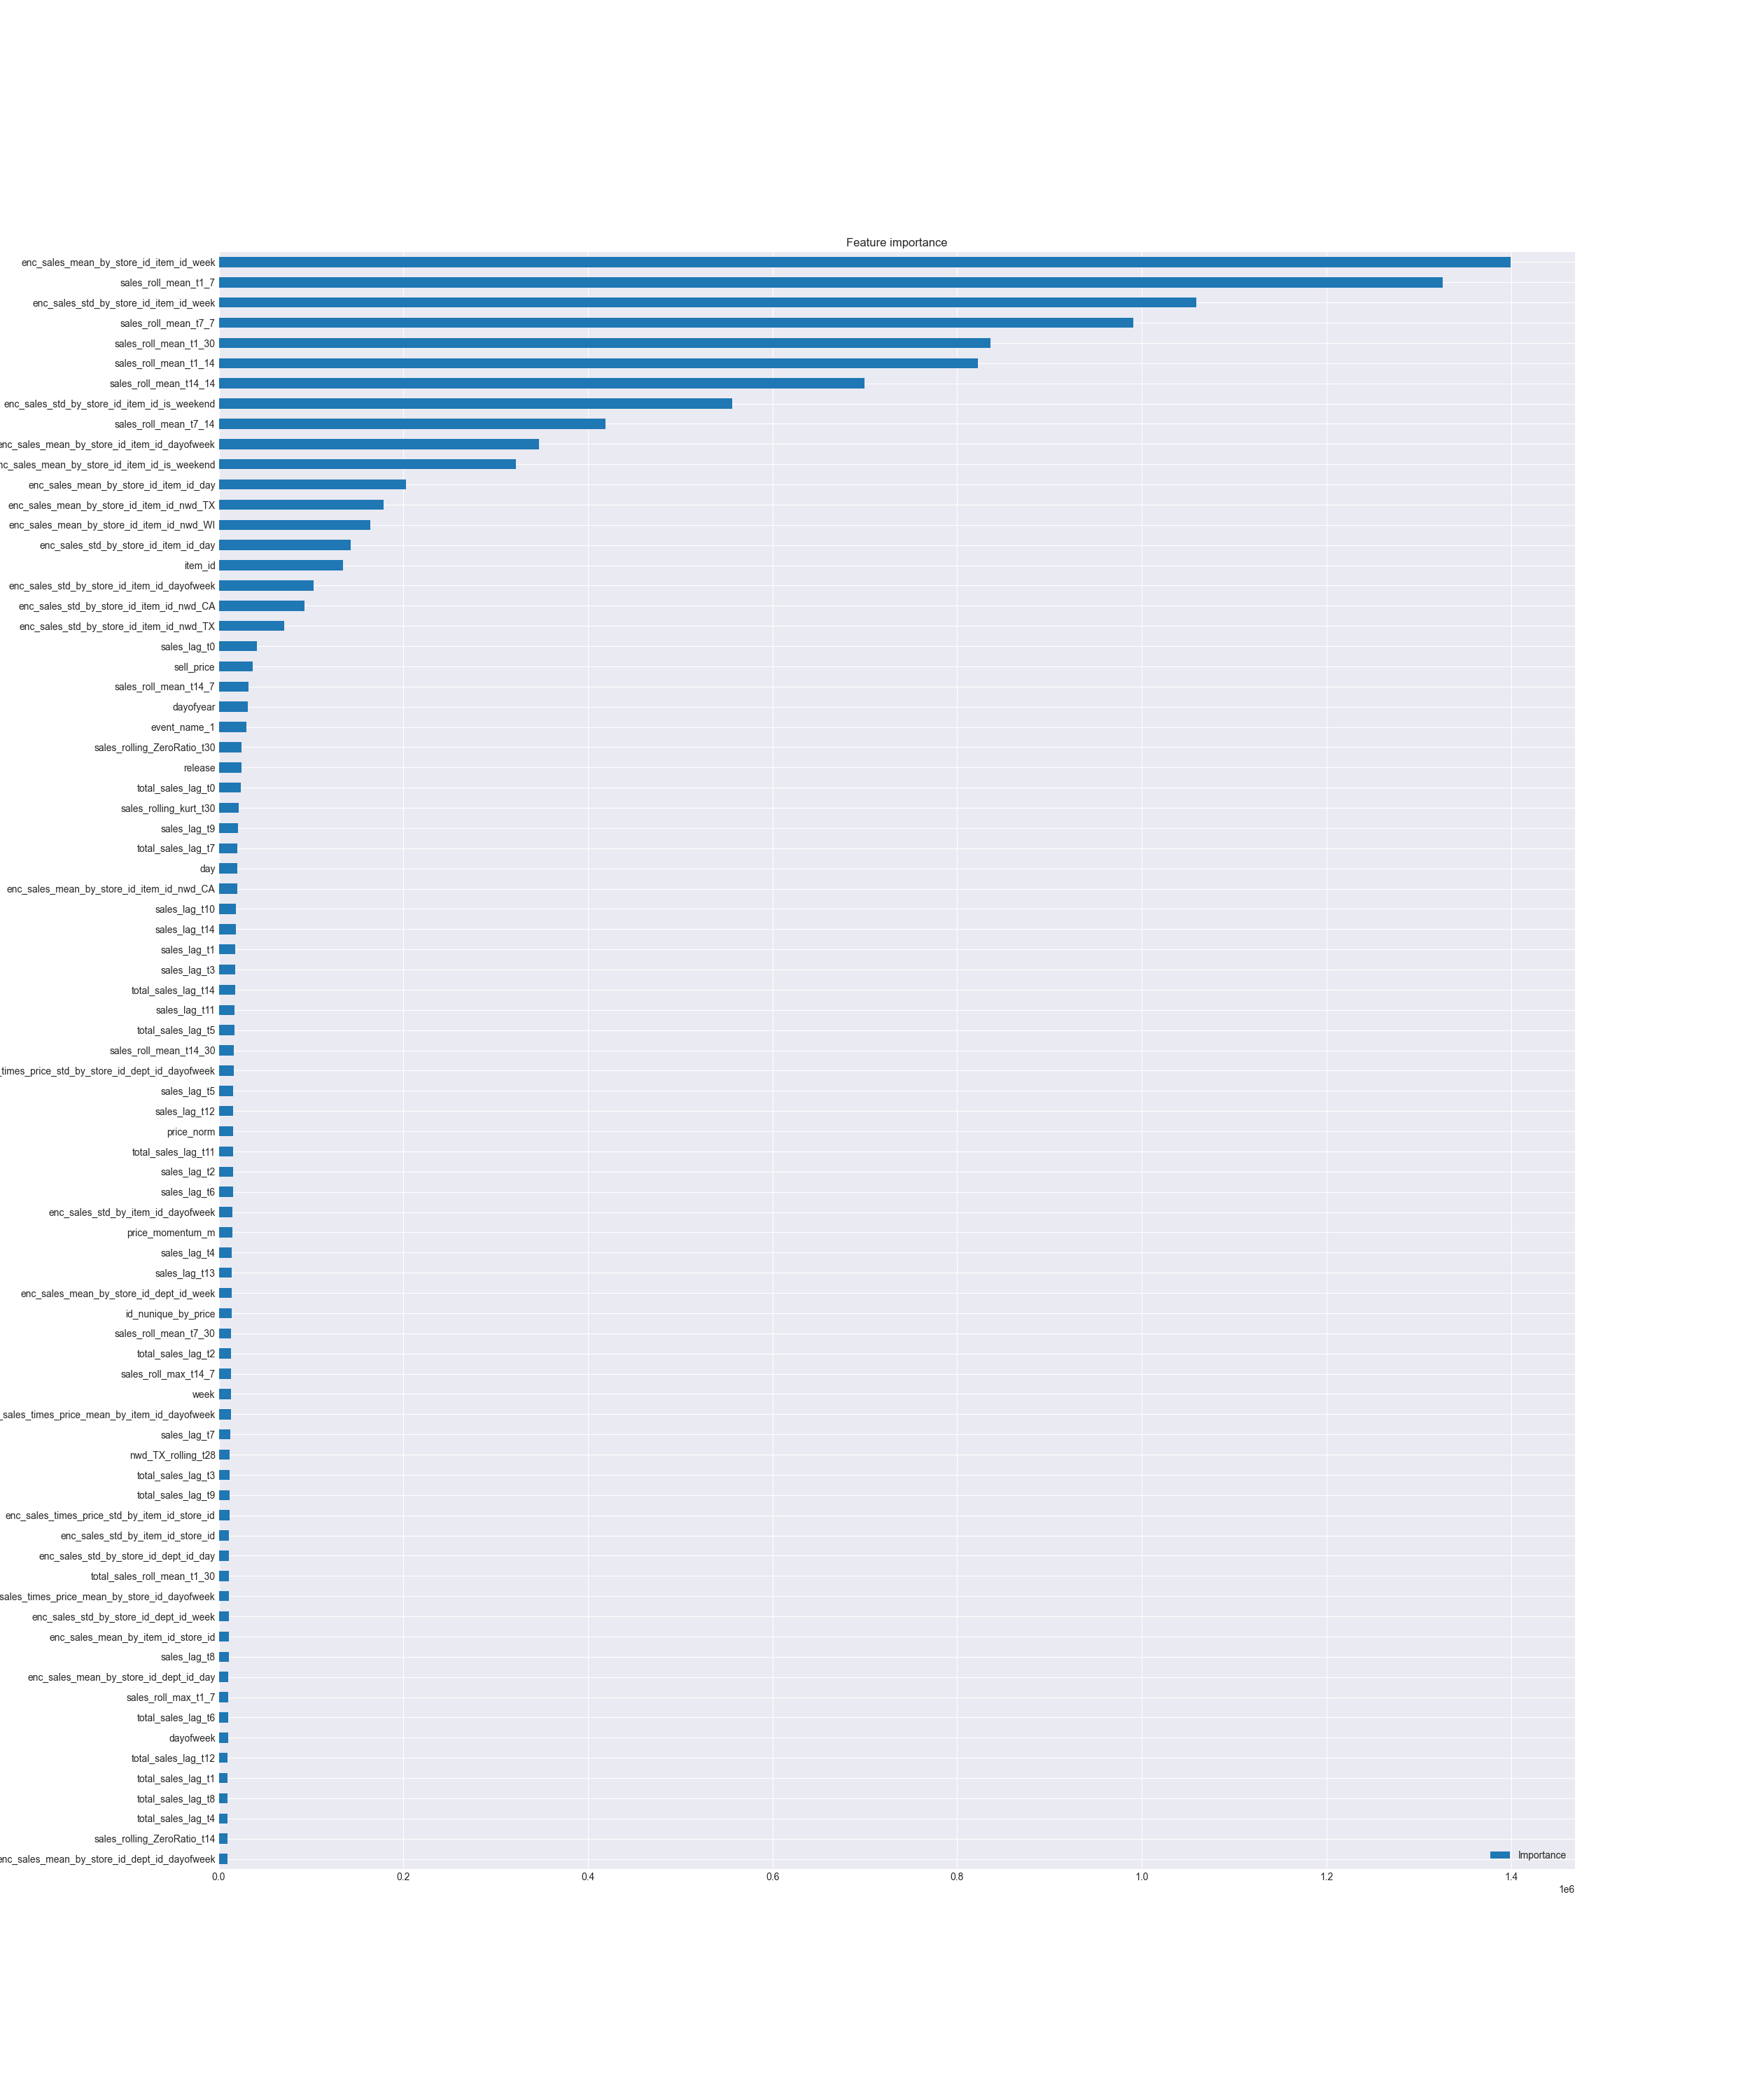 Feature importance
enc_sales_mean_by_store_id_item_id_week
sales_roll_mean_t1_7
enc_sales_std_by_store_id_item_id_week
sales_roll_mean_t7_7
sales_roll_mean_t1_30
sales_roll_mean_t1_14
sales_roll_mean_t14_14
enc_sales_std_by_store_id_item_id_is_weekend
sales_roll_mean_t7_14
enc_sales_mean_by_store_id_item_id_dayofweek
nc_sales_mean_by_store_id_item_id_is_weekend
enc_sales_mean_by_store_id_item_id_day
enc_sales_mean_by_store_id_item_id_nwd_TX
enc_sales_mean_by_store_id_item_id_nwd_WI
enc_sales_std_by_store_id_item_id_day
item_id
enc_sales_std_by_store_id_item_id_dayofweek
enc_sales_std_by_store_id_item_id_nwd_CA
enc_sales_std_by_store_id_item_id_nwd_TX
sales_lag_t0
sell_price
sales_roll_mean_t14_7
dayofyear
event_name_1
sales_rolling_ZeroRatio_t30
release
total_sales_lag_t0
sales_rolling_kurt_t30
sales_lag_t9
total_sales_lag_t7
day
enc_sales_mean_by_store_id_item_id_nwd_CA
sales_lag_t10
sales_lag_t14
sales_lag_t1
sales_lag_t3
total_sales_lag_t14
sales_lag_t11
total_sales_lag_t5
sales_roll_mean_t14_30
_times_price_std_by_store_id_dept_id_dayofweek
sales_lag_t5
sales_lag_t12
price_norm
total_sales_lag_t11
sales_lag_t2
sales_lag_t6
enc_sales_std_by_item_id_dayofweek
price_momentum_m
sales_lag_t4
sales_lag_t13
enc_sales_mean_by_store_id_dept_id_week
id_nunique_by_price
sales_roll_mean_t7_30
total_sales_lag_t2
sales_roll_max_t14_7
week
_sales_times_price_mean_by_item_id_dayofweek
sales_lag_t7
nwd_TX_rolling_t28
total_sales_lag_t3
total_sales_lag_t9
enc_sales_times_price_std_by_item_id_store_id
enc_sales_std_by_item_id_store_id
enc_sales_std_by_store_id_dept_id_day
total_sales_roll_mean_t1_30
sales_times_price_mean_by_store_id_dayofweek
enc_sales_std_by_store_id_dept_id_week
enc_sales_mean_by_item_id_store_id
sales_lag_t8
enc_sales_mean_by_store_id_dept_id_day
sales_roll_max_t1_7
total_sales_lag_t6
dayofweek
total_sales_lag_t12
total_sales_lag_t1
total_sales_lag_t8
total_sales_lag_t4
sales_rolling_ZeroRatio_t14
enc_sales_mean_by_store_id_dept_id_dayofweek
Importance
0.0 0.2 0.4 0.6 0.8 1.0 1.2 1.4
1e6